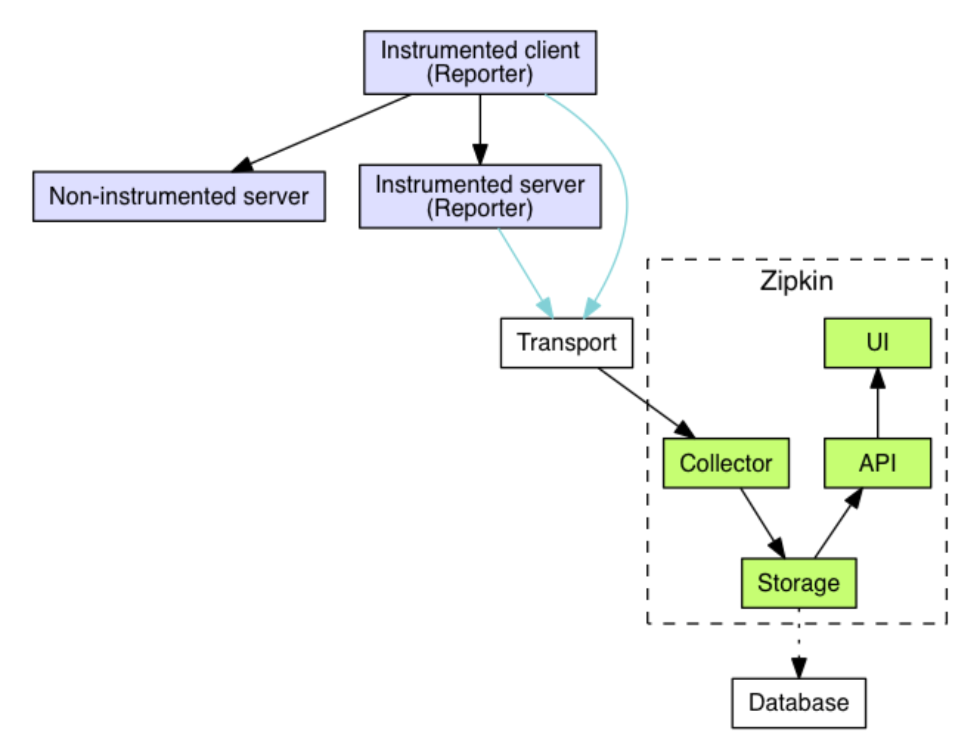 Instrumented client
(Reporter)
Non-instrumented server
Instrumented server
(Reporter)
Zipkin
Transport
UI
Collector
API
Storage
Database